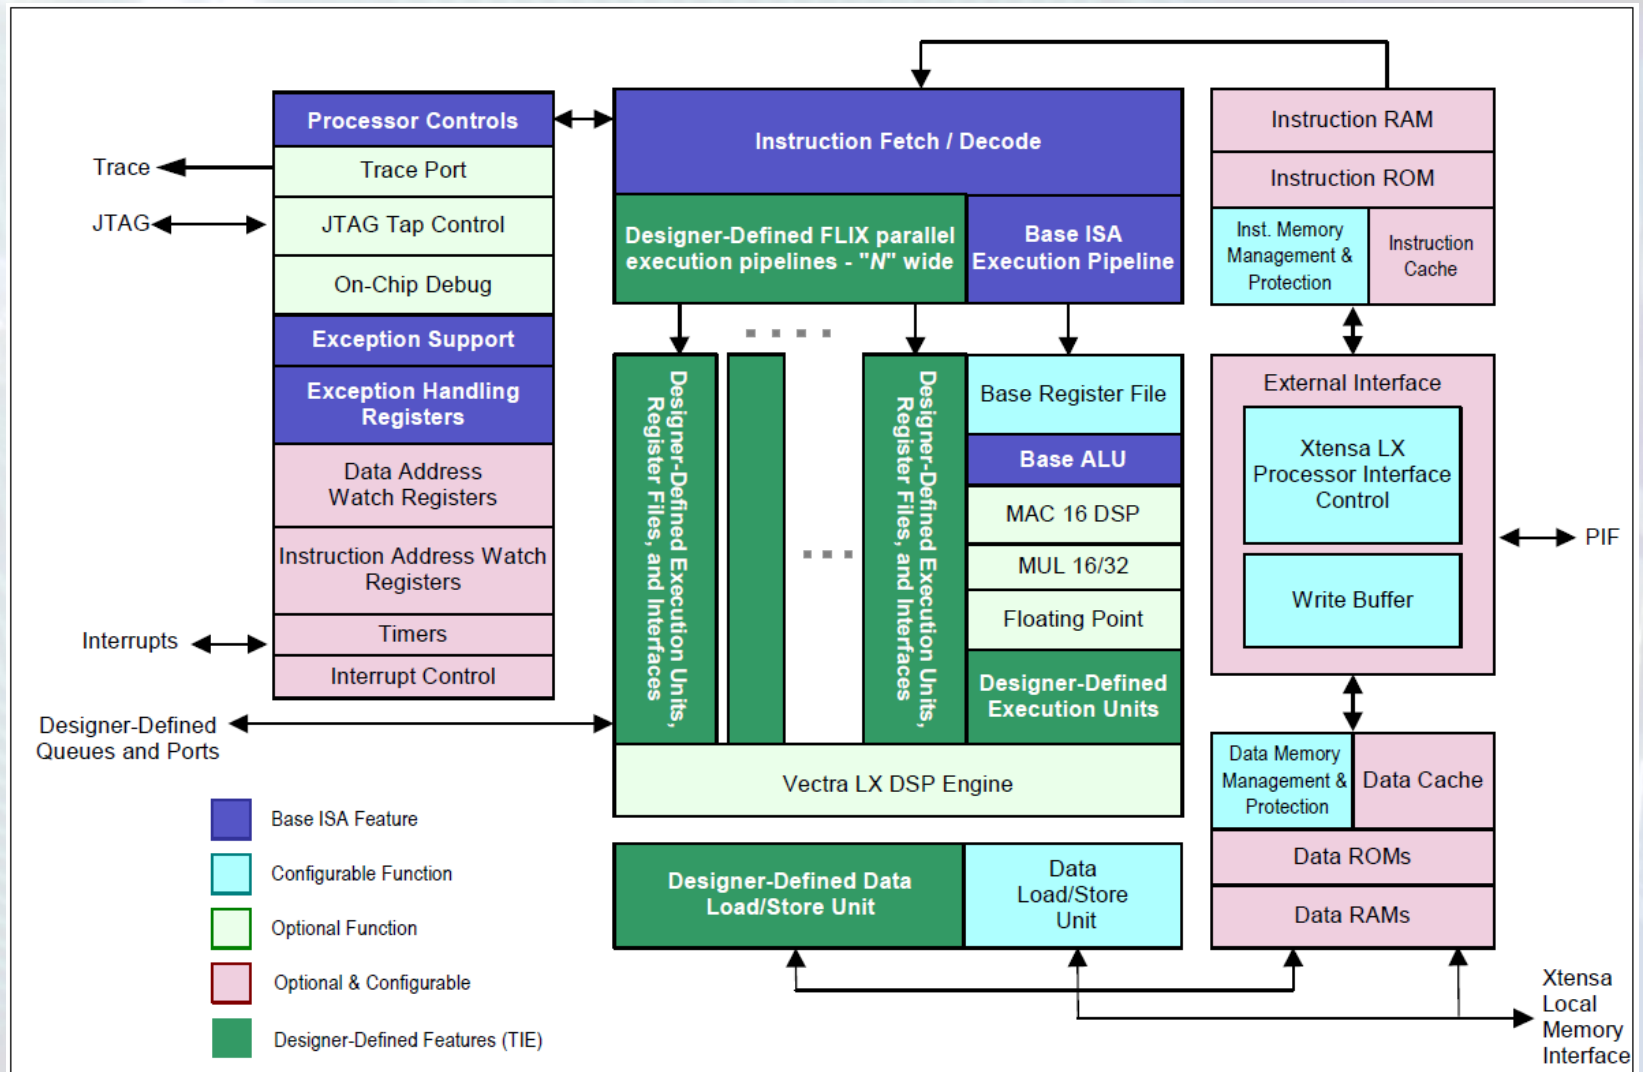 Processor Controls
Trace Port
JTAG Tap Control
On-Chip Debug
Exception Support
Exception Handling
Registers
Data Address
Watch Registers
Instruction Address Watch
Registers
Timers
Interrupt Control
Trace
JTAG
Interrupts
Designer-Defined
Queues and Ports
Instruction Fetch / Decode
Designer-Defined FLIX parallel
execution pipelines - "N" wide
Base ISA
Execution Pipeline
Designer-Defined Execution Units,
Register Files, and Interfaces
Designer-Defined Execution Units,
Register Files, and Interfaces
Base Register File
Base ALU
MAC 16 DSP
MUL 16/32
Floating Point
Designer-Defined
Execution Units
Vectra LX DSP Engine
Designer-Defined Data
Load/Store Unit
Data
Load/Store
Unit
Instruction RAM
Instruction ROM
Inst. Memory
Management &
Protection
Instruction
Cache
External Interface
Xtensa LX
Processor Interface
Control
Write Buffer
PIF
Data Memory
Management &
Protection
Data Cache
Data ROMs
Data RAMs
Xtensa
Local
Memory
Interface
Base ISA Feature
Configurable Function
Optional Function
Optional & Configurable
Designer-Defined Features (TIE)